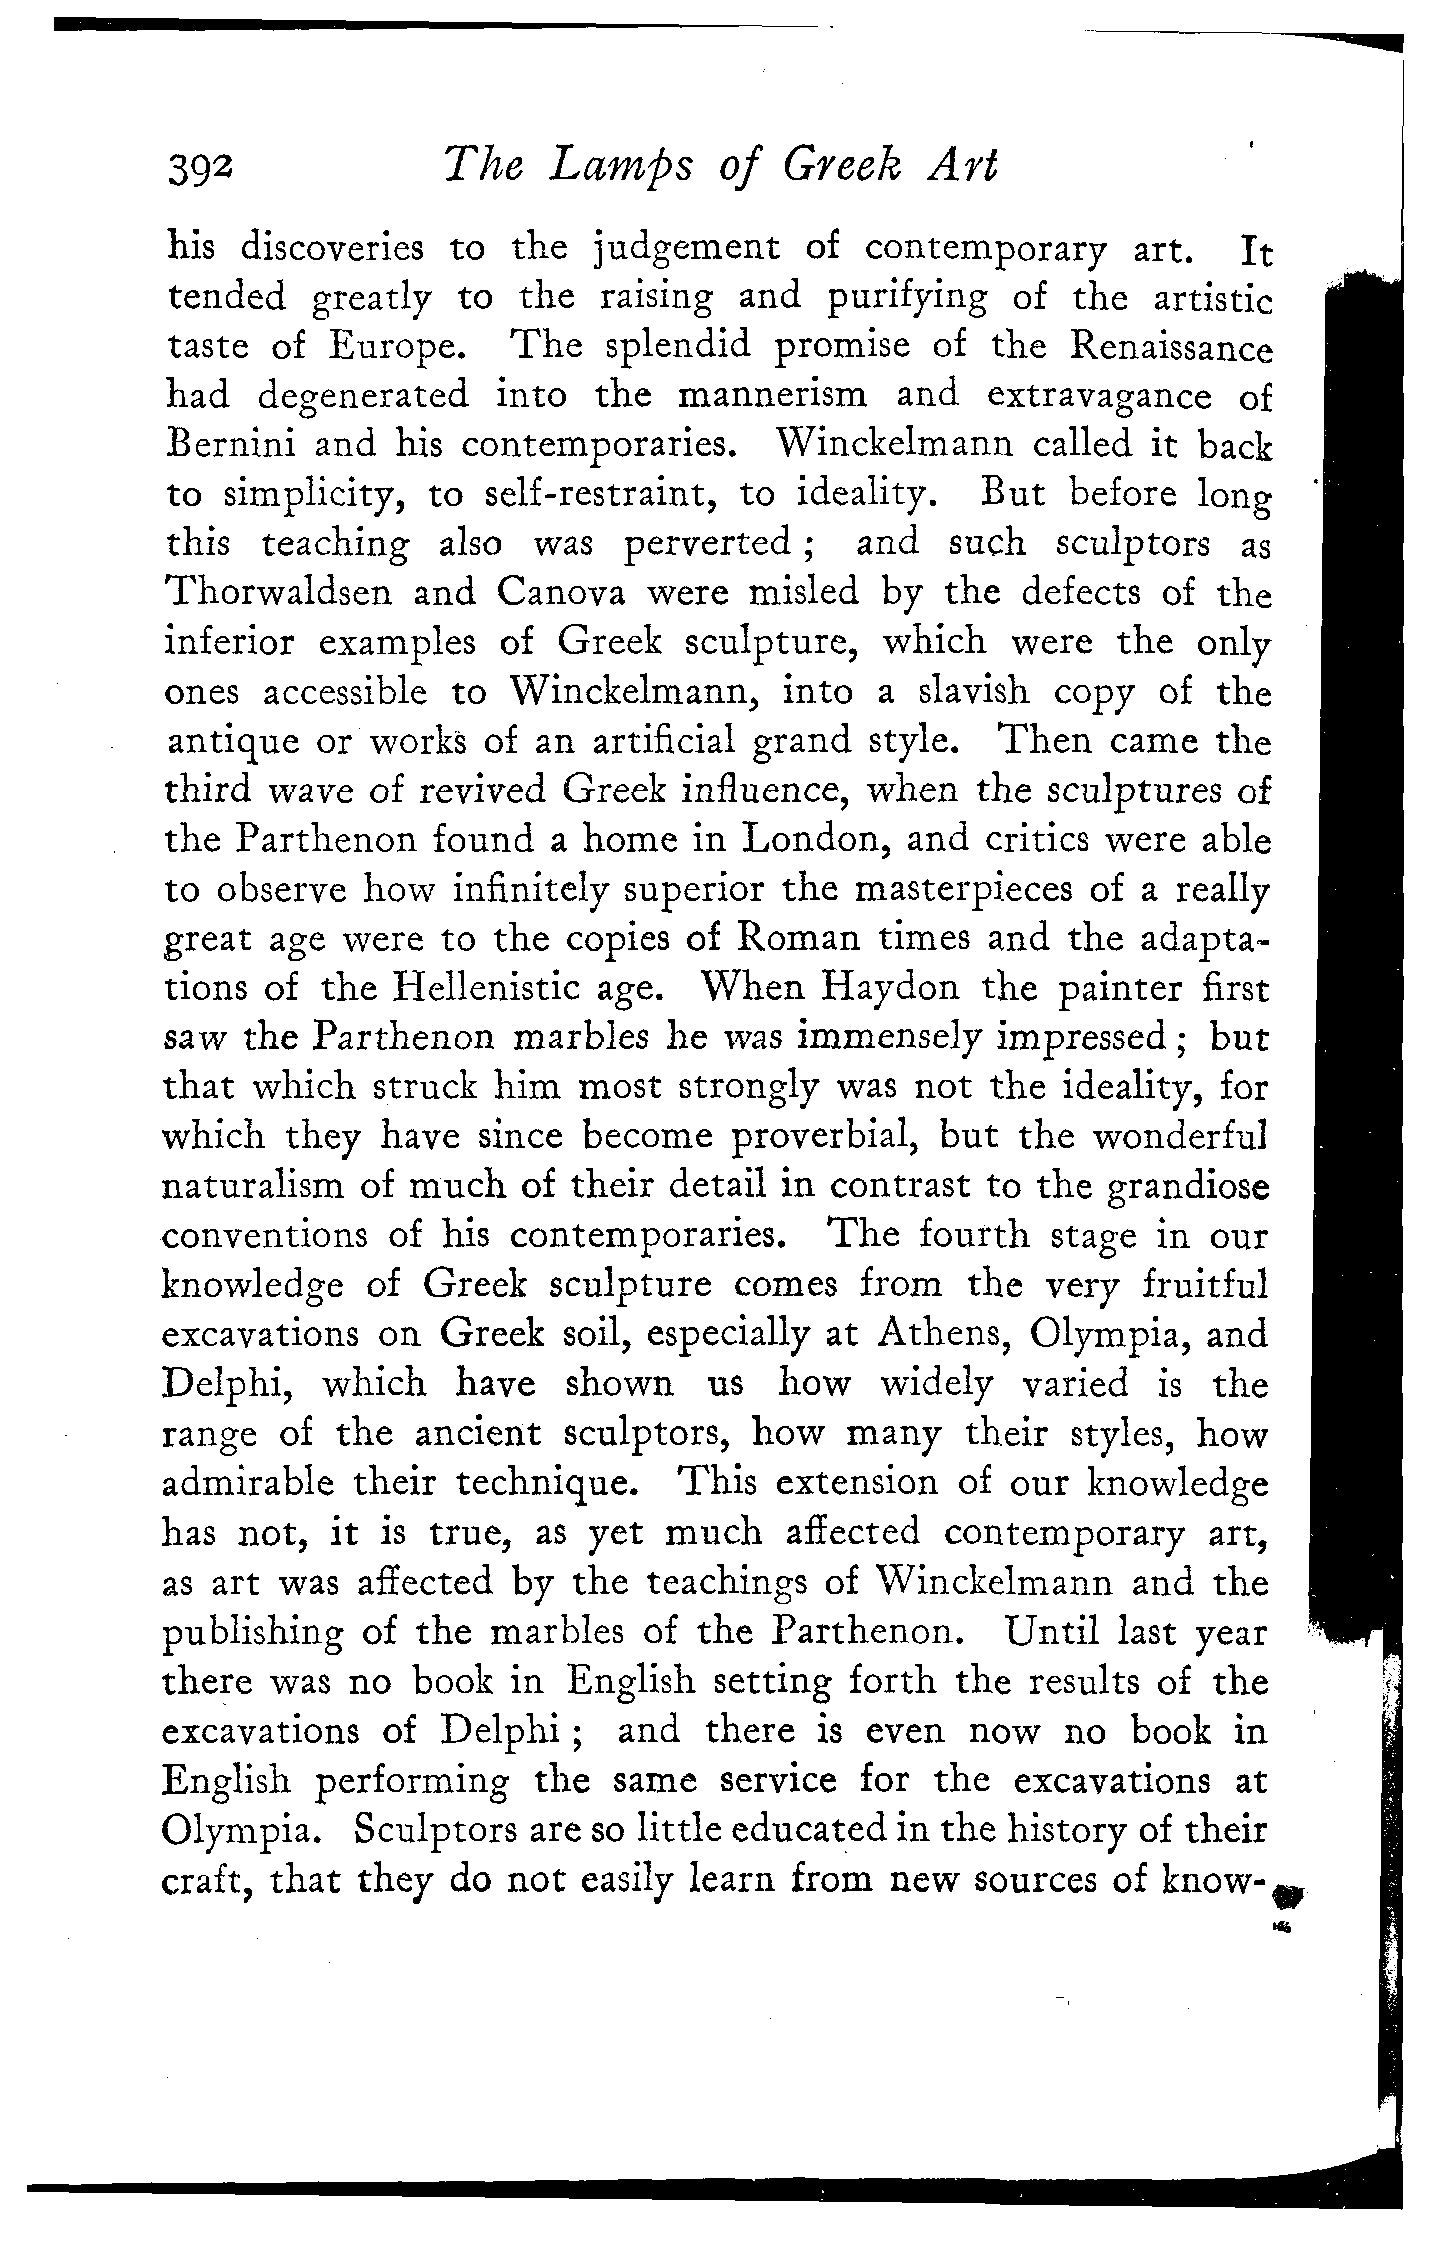 392 The Lamps of Greek Art
his discoveries to the judgement of contemporary art. It
tended greatly to the raising and purifying of the artistic
taste of Europe. The splendid promise of the Renaissance
had degenerated into the mannerism and extravagance of
Bernini and his contemporaries. Winckelmann called it back
to simplicity, to self-restraint, to ideality. But before long
this teaching also was perverted ; and such sculptors as
Thorwaldsen and Canova were misled by the defects of the
inferior examples of Greek sculpture, which were the only
ones accessible to Winckelmann, into a slavish copy of the
antique or works of an artificial grand style. Then came the
third wave of revived Greek influence, when the sculptures of
the Parthenon found a home in London, and critics were able
to observe how infinitely superior the masterpieces of a really
great age were to the copies of Roman times and the adapta-
tions of the Hellenistic age. When Haydon the painter first
saw the Parthenon marbles he was immensely impressed ; but
that which struck him most strongly was not the ideality, for
which they have since become proverbial, but the wonderful
naturalism of much of their detail in contrast to the grandiose
conventions of his contemporaries. The fourth stage in our
knowledge of Greek sculpture comes from the very fruitful
excavations on Greek soil, especially at Athens, Olympia, and
Delphi, which have shown us how widely varied is the
range of the ancient sculptors, how many their styles, how
admirable their technique. This extension of our knowledge
has not, it is true, as yet much affected contemporary art,
as art was affected by the teachings of Winckelmann and the
publishing of the marbles of the Parthenon. Until last year
there was no book in English setting forth the results of the
excavations of Delphi ; and there is even now no book in
English performing the same service for the excavations at
Olympia. Sculptors are so little educated in the history of their
craft, that they do not easily learn from new sources of know-